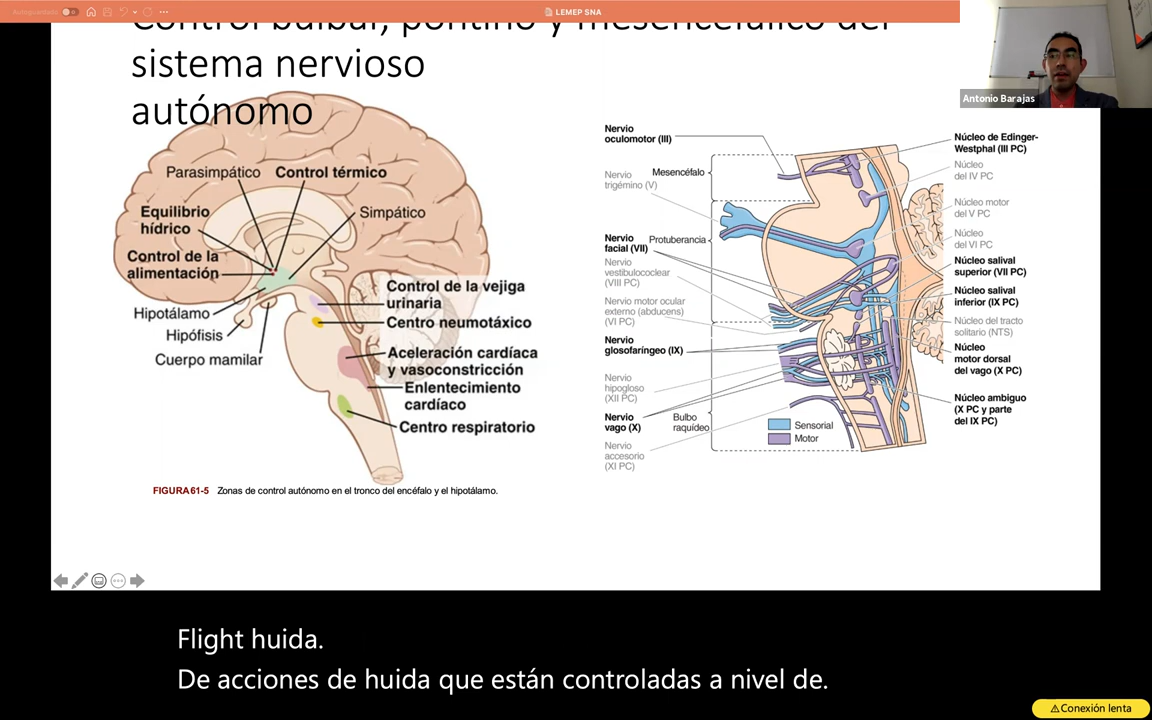 Autoguardado
LEMEP SNA
Control bulbar, pontino y mesencefálico del
sistema nervioso
autónomo
Antonio Barajas
Parasimpático
Control térmico
Equilibrio
hídrico
Simpático
Control de la
alimentación
Hipotálamo
Hipófisis
Cuerpo mamilar
Control de la vejiga
urinaria
Centro neumotáxico
Aceleración cardíaca
y vasoconstricción
Enlentecimiento
cardíaco
Centro respiratorio
FIGURA 61-5 Zonas de control autónomo en el tronco del encéfalo y el hipotálamo.
Nervio
oculomotor (III)
Mesencéfalo
Nervio
trigémino (V)
Nervio
facial (VII)
Protuberancia
Nervio
vestibulococlear
(VIII PC)
Nervio motor ocular
externo (abducens)
(VI PC)
Nervio
glosofaríngeo (IX)
Nervio
hipogloso
(XII PC)
Nervio
vago (X)
Bulbo
raquídeo
Nervio
accesorio
(XI PC)
Sensorial
Motor
Núcleo de Edinger-
Westphal (III PC)
Núcleo
del IV PC
Núcleo motor
del V PC
Núcleo
del VI PC
Núcleo salival
superior (VII PC)
Núcleo salival
inferior (IX PC)
Núcleo del tracto
solitario (NTS)
Núcleo
motor dorsal
del vago (X PC)
Núcleo ambiguo
(X PC y parte
del IX PC)
Flight huida.
De acciones de huida que están controladas a nivel de.
Conexión lenta